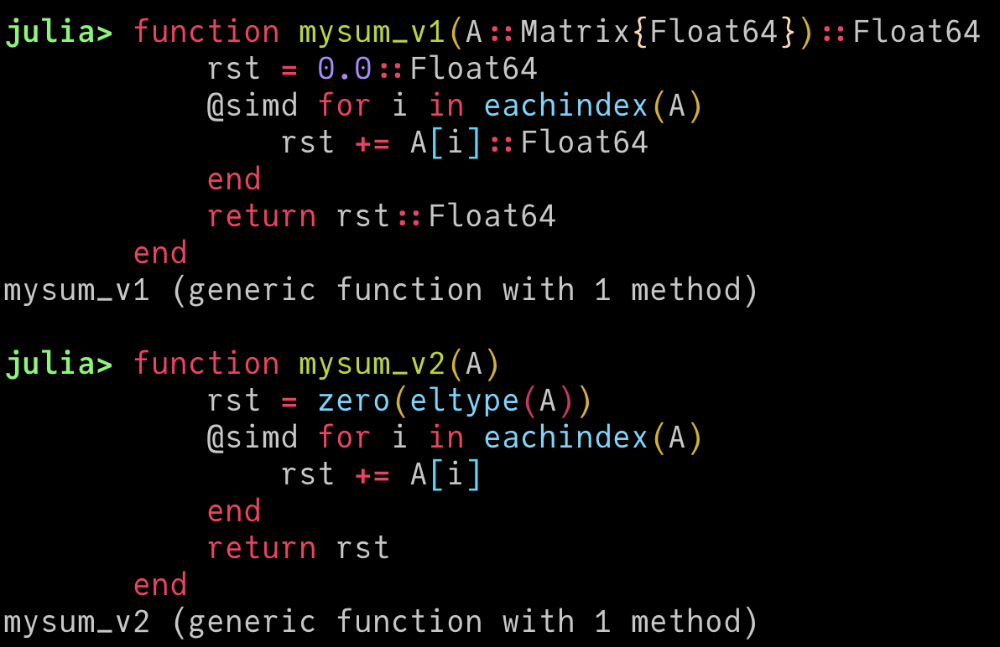 julia> function mysum_v1(A::Matrix{Float64})::Float64
           rst = 0.0::Float64
           @simd for i in eachindex(A)
               rst += A[i]::Float64
           end
           return rst::Float64
       end
mysum_v1 (generic function with 1 method)

julia> function mysum_v2(A)
           rst = zero(eltype(A))
           @simd for i in eachindex(A)
               rst += A[i]
           end
           return rst
       end
mysum_v2 (generic function with 1 method)